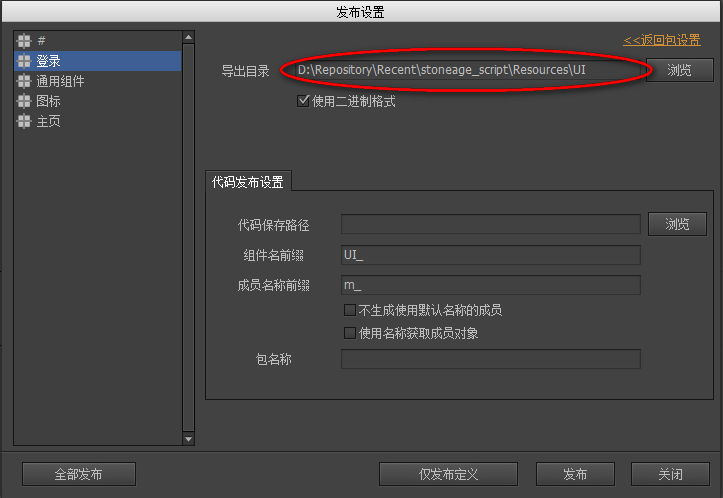 发布设置
#
登录
通用组件
图标
主页
<<返回包设置
导出目录 D:\Repository\Recent\stoneage_script\Resources\UI 浏览
使用二进制格式
代码发布设置
代码保存路径 浏览
组件名前缀 UI_
成员名称前缀 m_
不生成使用默认名称的成员
使用名称获取成员对象
包名称
全部发布 仅发布定义 发布 关闭